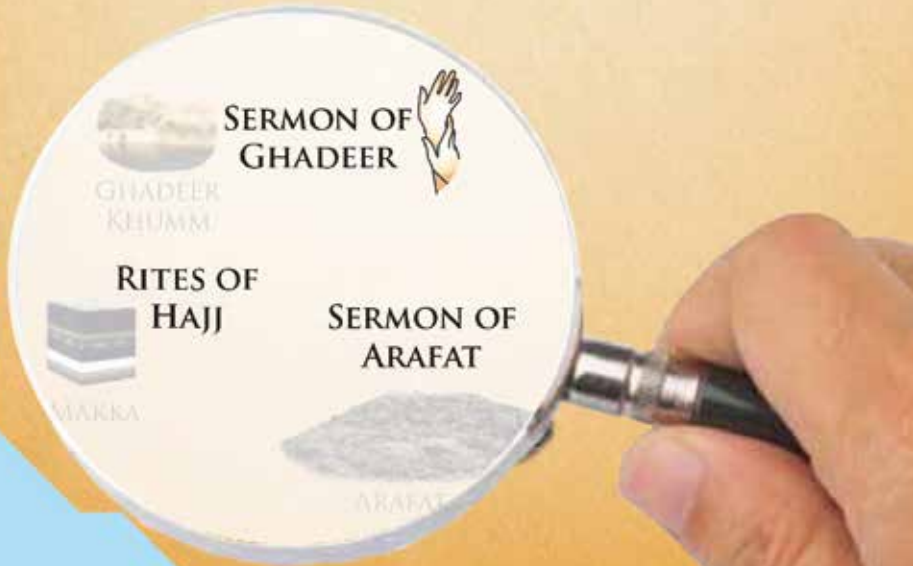 SERMON OF
GHADEER
GHADEER
KHUMM
RITES OF
HAJJ
MAKKA
SERMON OF
ARAFAT
ARAFAT